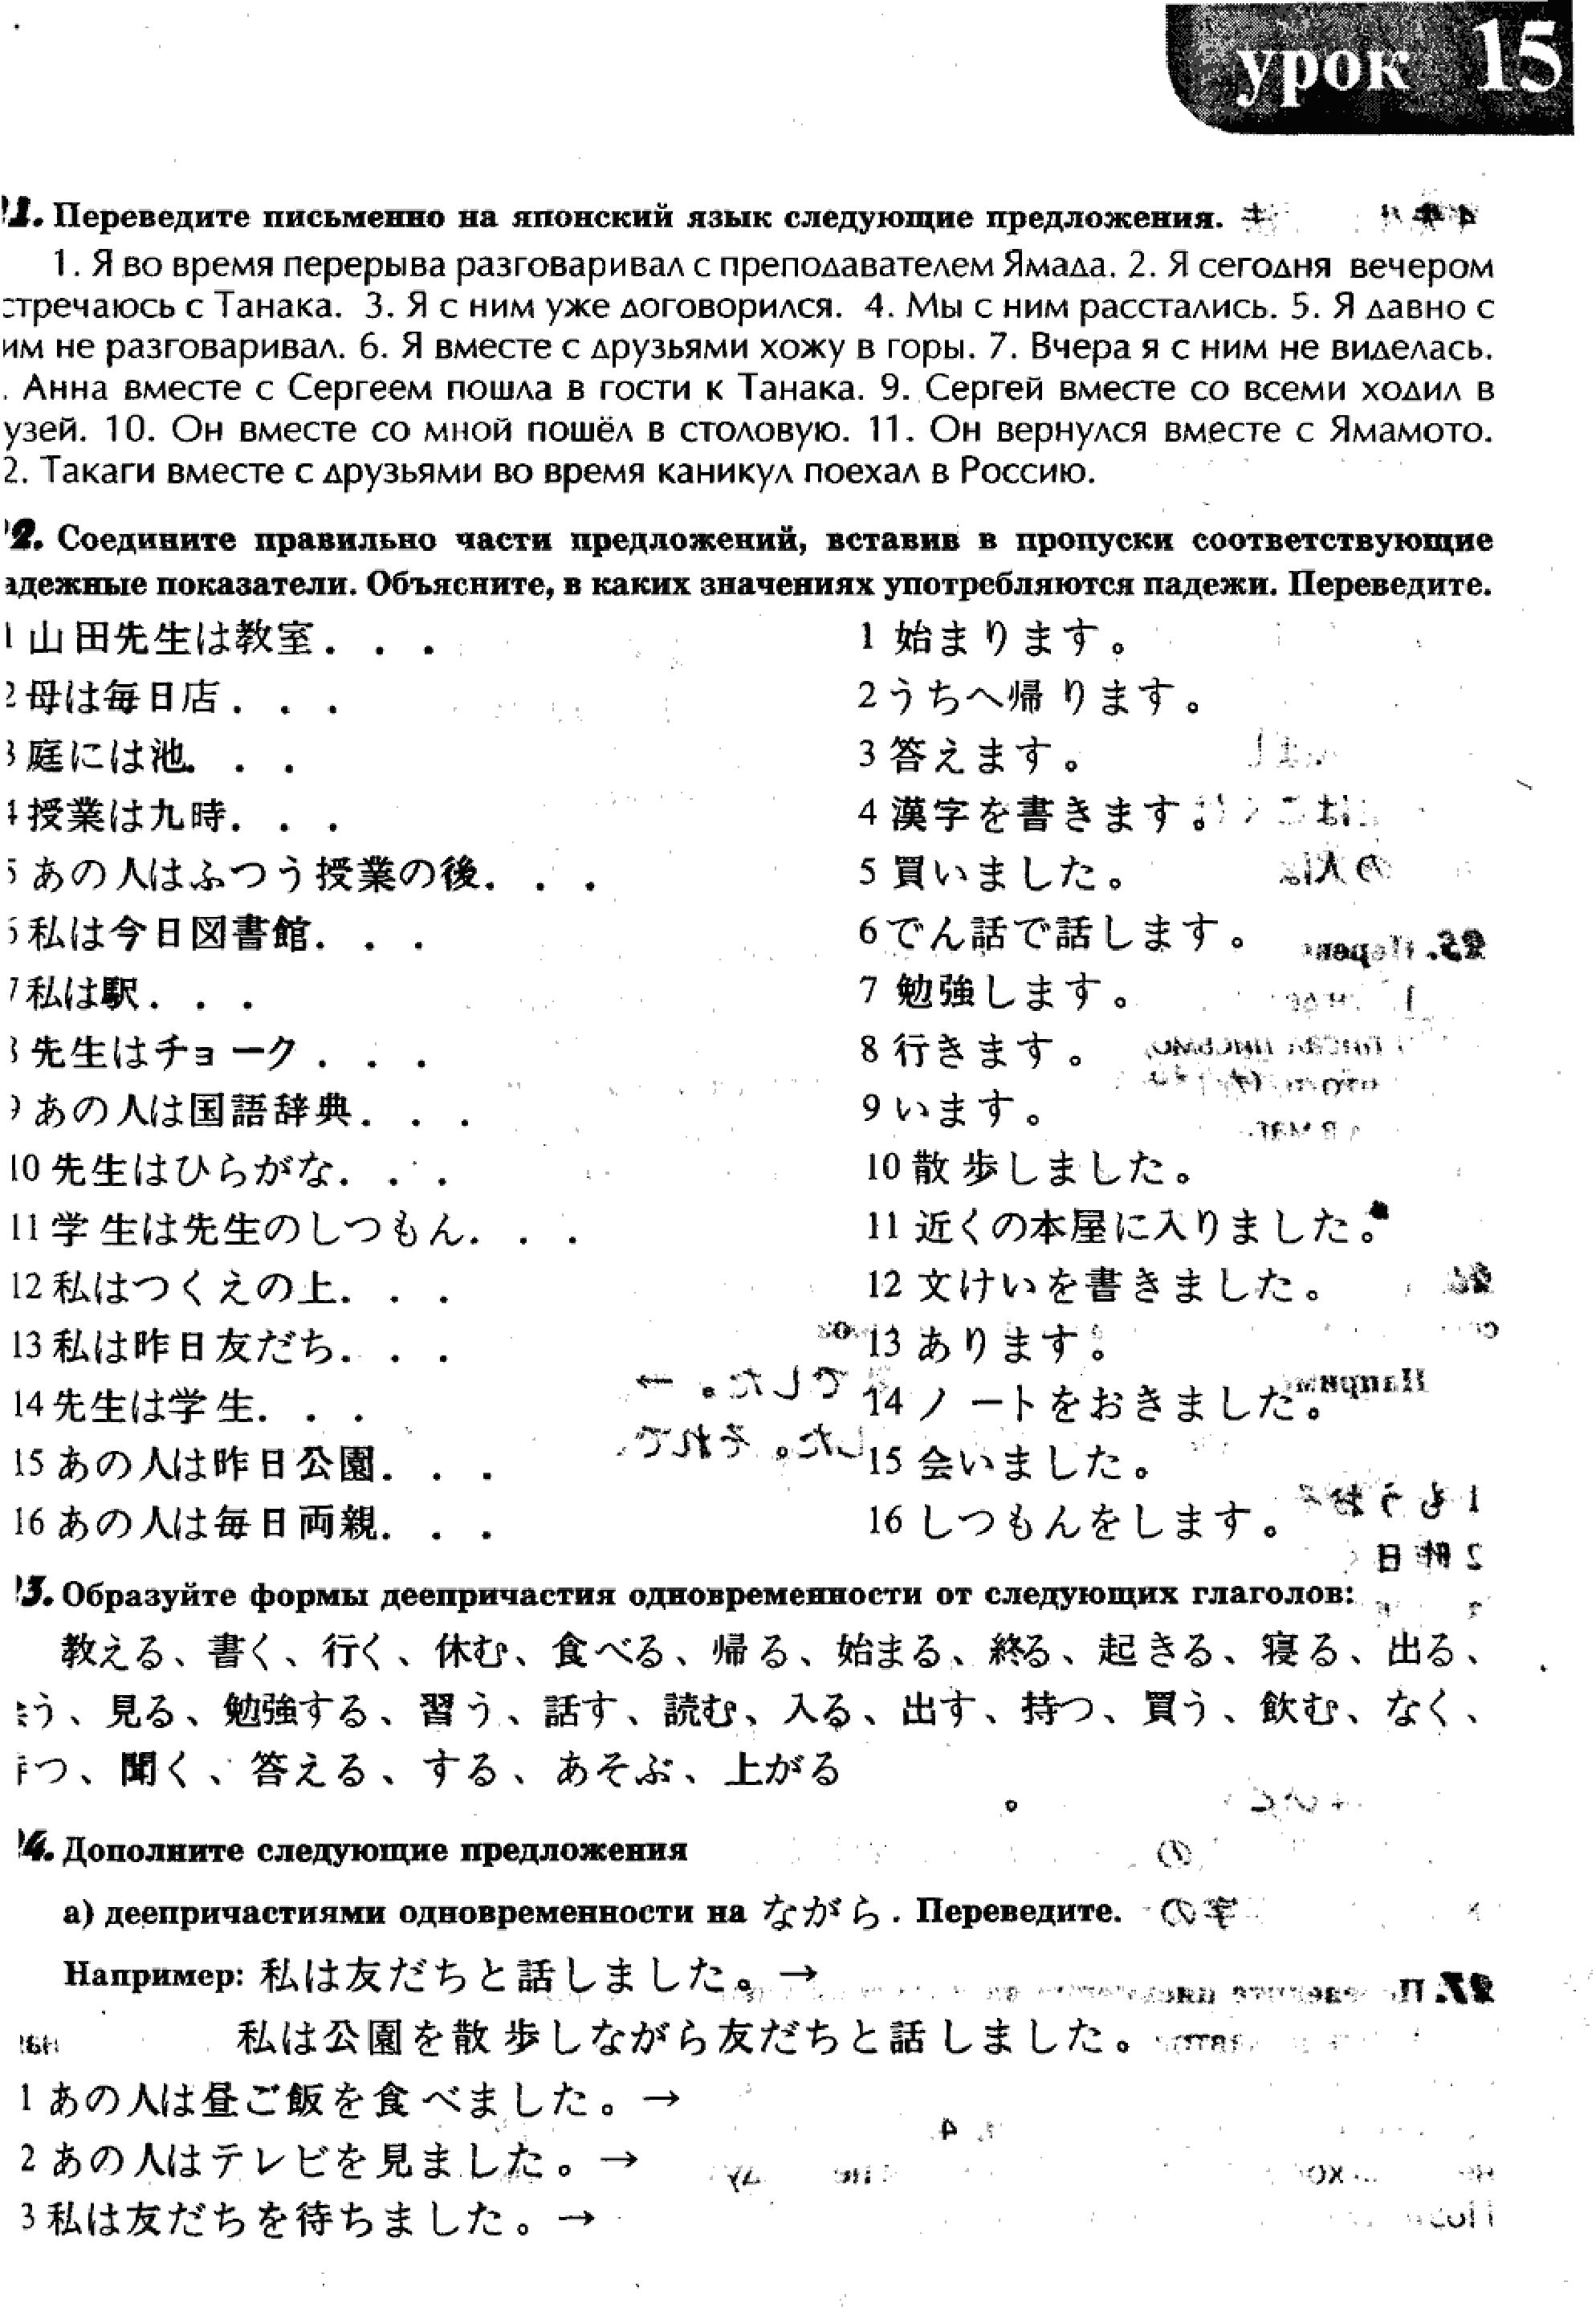 урок 15
1. Переведите письменно на японский язык следующие предложения.
1. Я во время перерыва разговаривал с преподавателем Ямада. 2. Я сегодня вечером
стречаюсь с Танака. 3. Я с ним уже договорился. 4. Мы с ним расстались. 5. Я давно с
им не разговаривал. 6. Я вместе с друзьями хожу в горы. 7. Вчера я с ним не виделась.
. Анна вместе с Сергеем пошла в гости к Танака. 9. Сергей вместе со всеми ходил в
узей. 10. Он вместе со мной пошёл в столовую. 11. Он вернулся вместе с Ямамото.
2. Такаги вместе с друзьями во время каникул поехал в Россию.
2. Соедините правильно части предложений, вставив в пропуски соответствующие
адежные показатели. Объясните, в каких значениях употребляются падежи. Переведите.
1 山田先生は教室...
2 母は毎日店...
3 庭には池...
4 授業は九時...
5 あの人はふつう授業の後...
6 私は今日図書館...
7 私は駅...
8 先生はチョーク...
9 あの人は国語辞典...
10 先生はひらがな...
11 学生は先生のしつもん...
12 私はつくえの上...
13 私は昨日友だち...
14 先生は学生...
15 あの人は昨日公園...
16 あの人は毎日両親...
1 始まります。
2 うちへ帰ります。
3 答えます。
4 漢字を書きます。
5 買いました。
6 でん話で話します。
7 勉強します。
8 行きます。
9 います。
10 散歩しました。
11 近くの本屋に入りました。
12 文けいを書きました。
13 あります。
14 ノートをおきました。
15 会いました。
16 しつもんをします。
3. Образуйте формы деепричастия одновременности от следующих глаголов:
教える、書く、行く、休む、食べる、帰る、始まる、終る、起きる、寝る、出る、
う、見る、勉強する、習う、話す、読む、入る、出す、持つ、買う、飲む、なく、
つ、聞く、答える、する、あそぶ、上がる
4. Дополните следующие предложения
а) деепричастиями одновременности на ながら. Переведите.
Например: 私は友だちと話しました。→
私は公園を散歩しながら友だちと話しました。
1 あの人は昼ご飯を食べました。→
2 あの人はテレビを見ました。→
3 私は友だちを待ちました。→